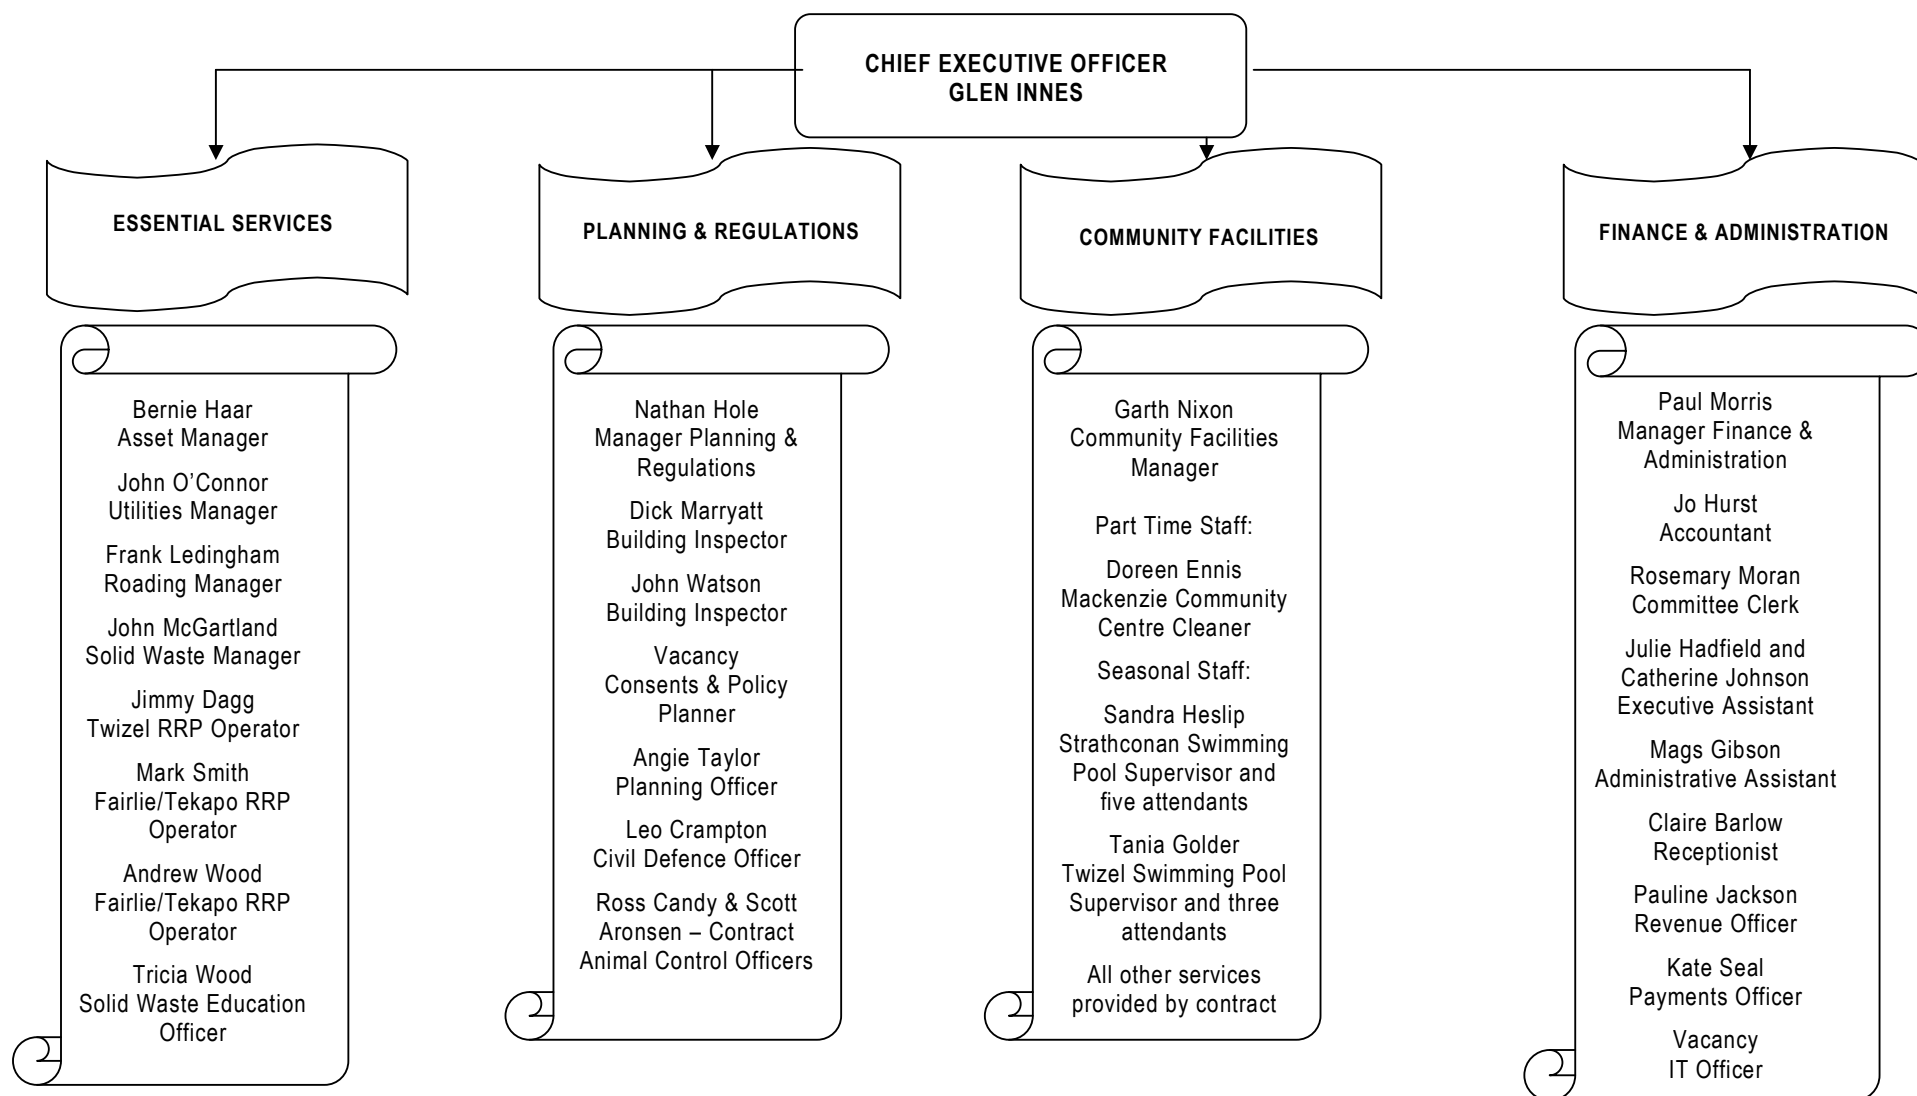 CHIEF EXECUTIVE OFFICER
GLEN INNES
ESSENTIAL SERVICES
Bernie Haar
Asset Manager
John O’Connor
Utilities Manager
Frank Ledingham
Roading Manager
John McGartland
Solid Waste Manager
Jimmy Dagg
Twizel RRP Operator
Mark Smith
Fairlie/Tekapo RRP
Operator
Andrew Wood
Fairlie/Tekapo RRP
Operator
Tricia Wood
Solid Waste Education
Officer
PLANNING & REGULATIONS
Nathan Hole
Manager Planning &
Regulations
Dick Marryatt
Building Inspector
John Watson
Building Inspector
Vacancy
Consents & Policy
Planner
Angie Taylor
Planning Officer
Leo Crampton
Civil Defence Officer
Ross Candy & Scott
Aronsen – Contract
Animal Control Officers
COMMUNITY FACILITIES
Garth Nixon
Community Facilities
Manager
Part Time Staff:
Doreen Ennis
Mackenzie Community
Centre Cleaner
Seasonal Staff:
Sandra Heslip
Strathconan Swimming
Pool Supervisor and
five attendants
Tania Golder
Twizel Swimming Pool
Supervisor and three
attendants
All other services
provided by contract
FINANCE & ADMINISTRATION
Paul Morris
Manager Finance &
Administration
Jo Hurst
Accountant
Rosemary Moran
Committee Clerk
Julie Hadfield and
Catherine Johnson
Executive Assistant
Mags Gibson
Administrative Assistant
Claire Barlow
Receptionist
Pauline Jackson
Revenue Officer
Kate Seal
Payments Officer
Vacancy
IT Officer